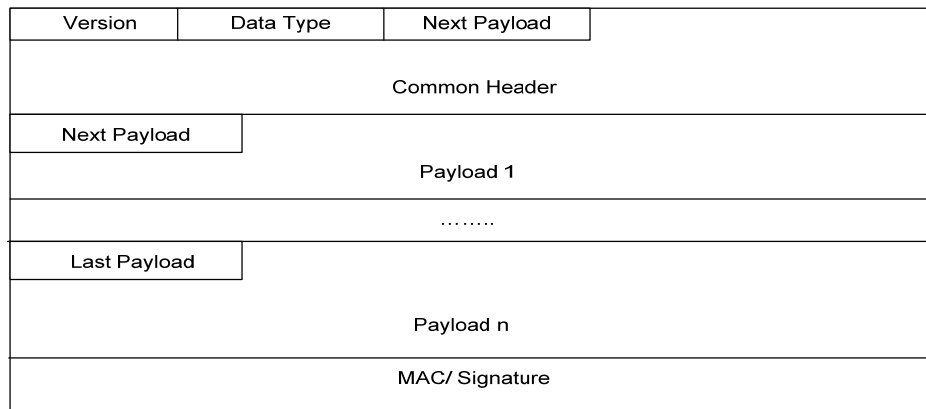 Version Data Type Next Payload
Common Header
Next Payload
Payload 1
........
Last Payload
Payload n
MAC/ Signature